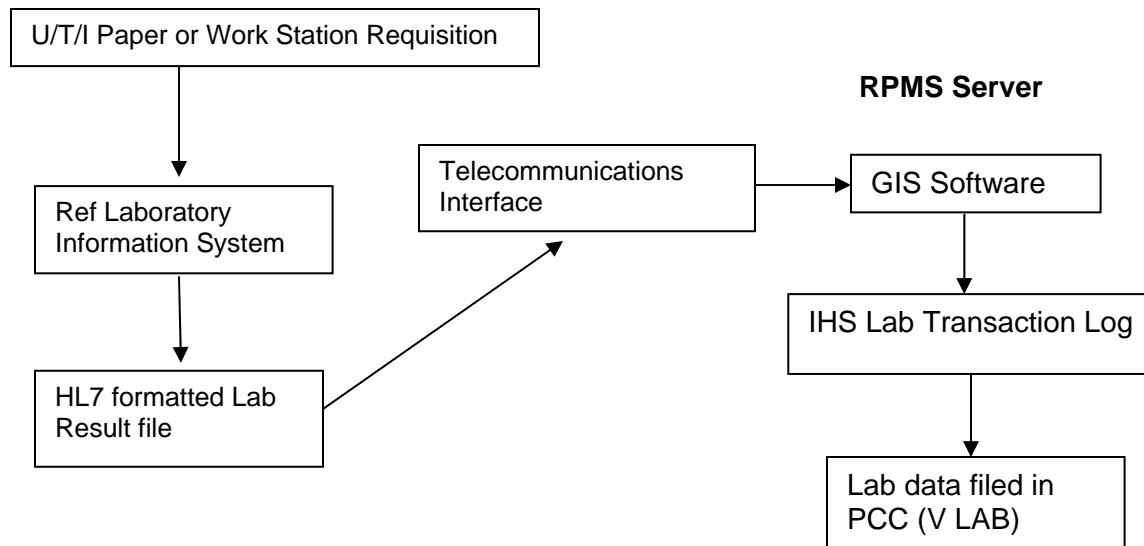 U/T/I Paper or Work Station Requisition
Ref Laboratory
Information System
HL7 formatted Lab
Result file
Telecommunications
Interface
RPMS Server
GIS Software
IHS Lab Transaction Log
Lab data filed in
PCC (V LAB)